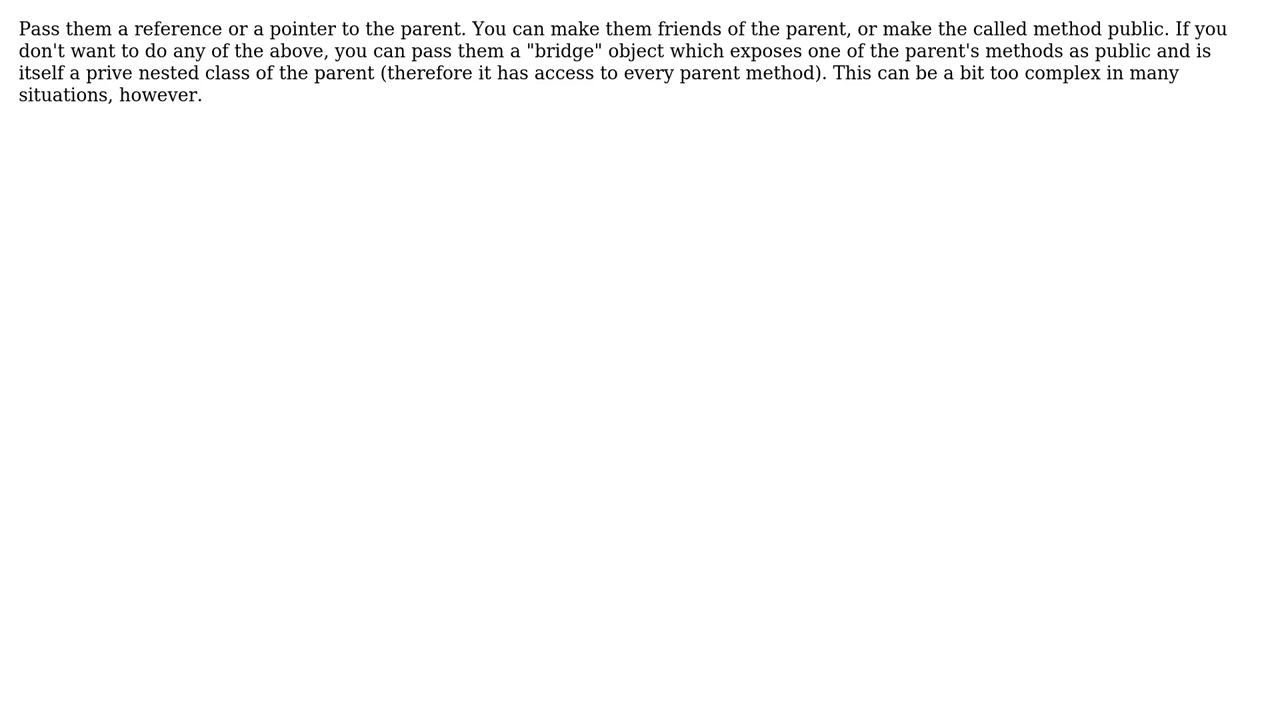 Pass them a reference or a pointer to the parent. You can make them friends of the parent, or make the called method public. If you
don't want to do any of the above, you can pass them a "bridge" object which exposes one of the parent's methods as public and is
itself a prive nested class of the parent (therefore it has access to every parent method). This can be a bit too complex in many
situations, however.